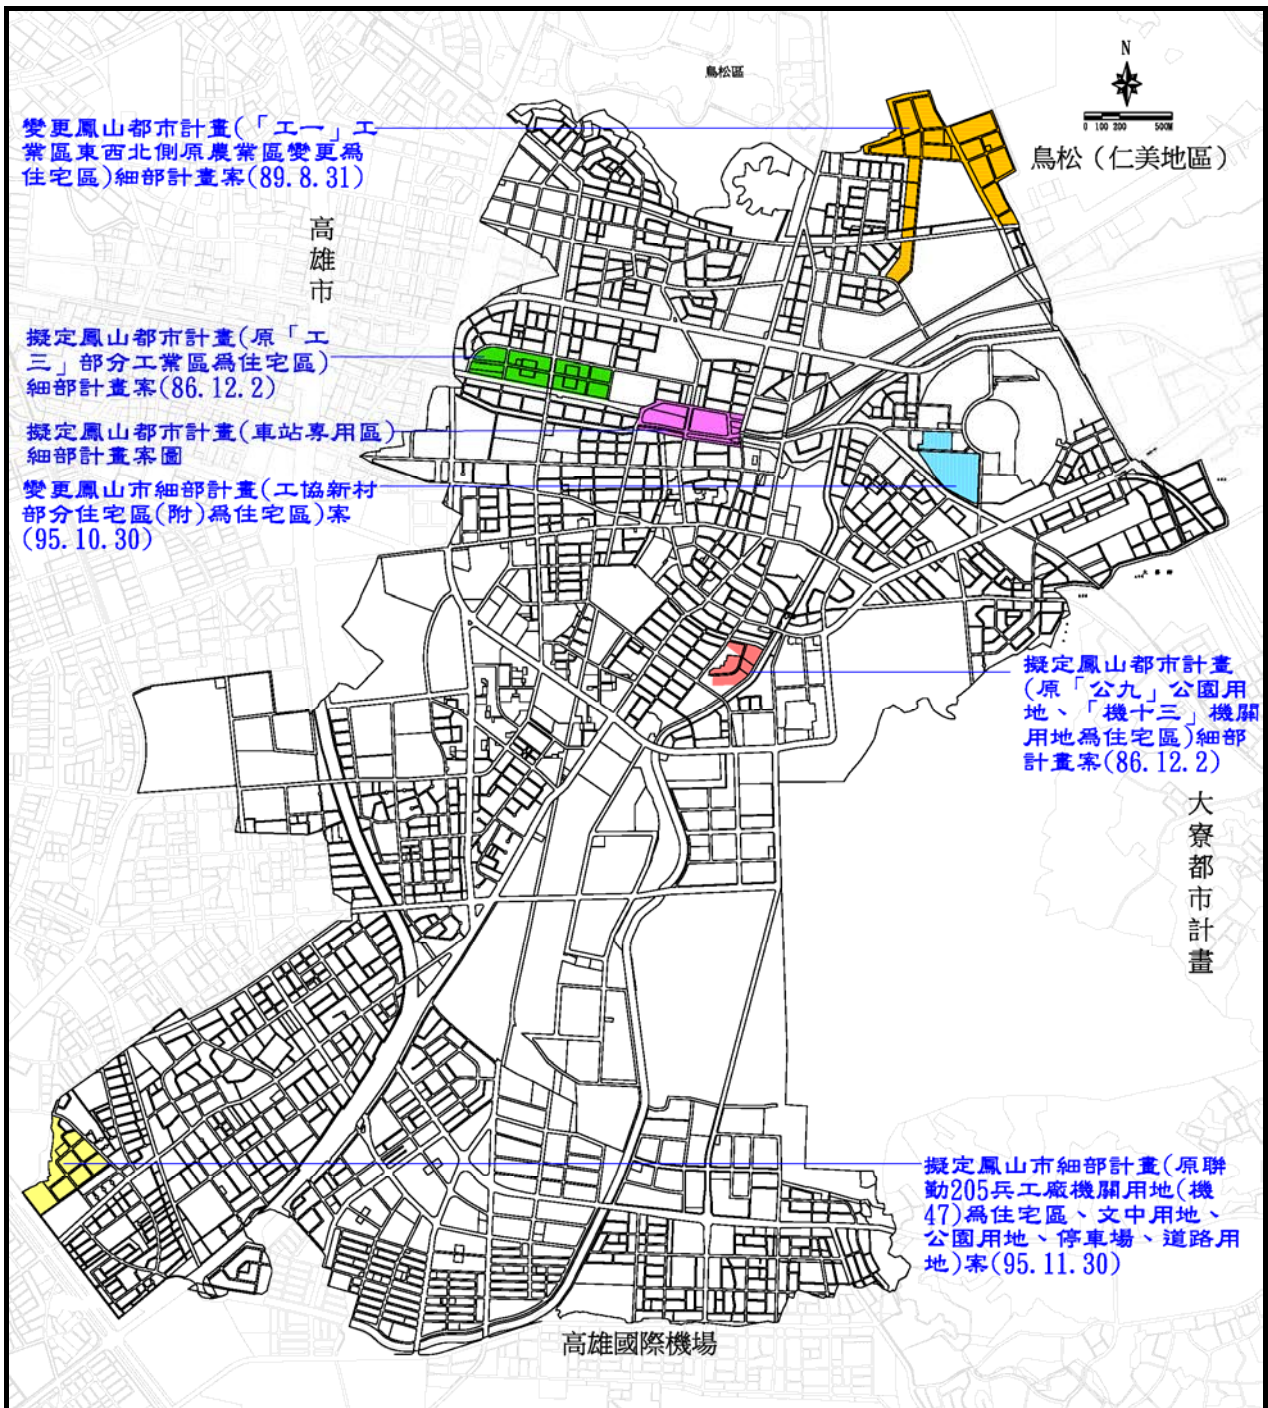 鳥松區
N
0 100 200 500M
鳥松（仁美地區）
變更鳳山都市計畫(「工一」工
業區東西北側原農業區變更為
住宅區)細部計畫案(89.8.31)
高
雄
市
擬定鳳山都市計畫(原「工
三」部分工業區為住宅區)
細部計畫案(86.12.2)
擬定鳳山都市計畫(車站專用區)
細部計畫案圖
變更鳳山市細部計畫(工協新村
部分住宅區(附)為住宅區)案
(95.10.30)
擬定鳳山都市計畫
(原「公九」公園用
地、「機十三」機關
用地為住宅區)細部
計畫案(86.12.2)
大
寮
都
市
計
畫
擬定鳳山市細部計畫(原聯
勤205兵工廠機關用地(機
47)為住宅區、文中用地、
公園用地、停車場、道路用
地)案(95.11.30)
高雄國際機場